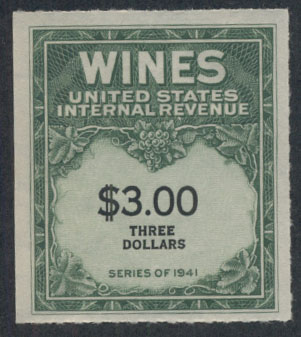 WINES
UNITED STATES
INTERNAL REVENUE
$3.00
THREE
DOLLARS
SERIES OF 1941